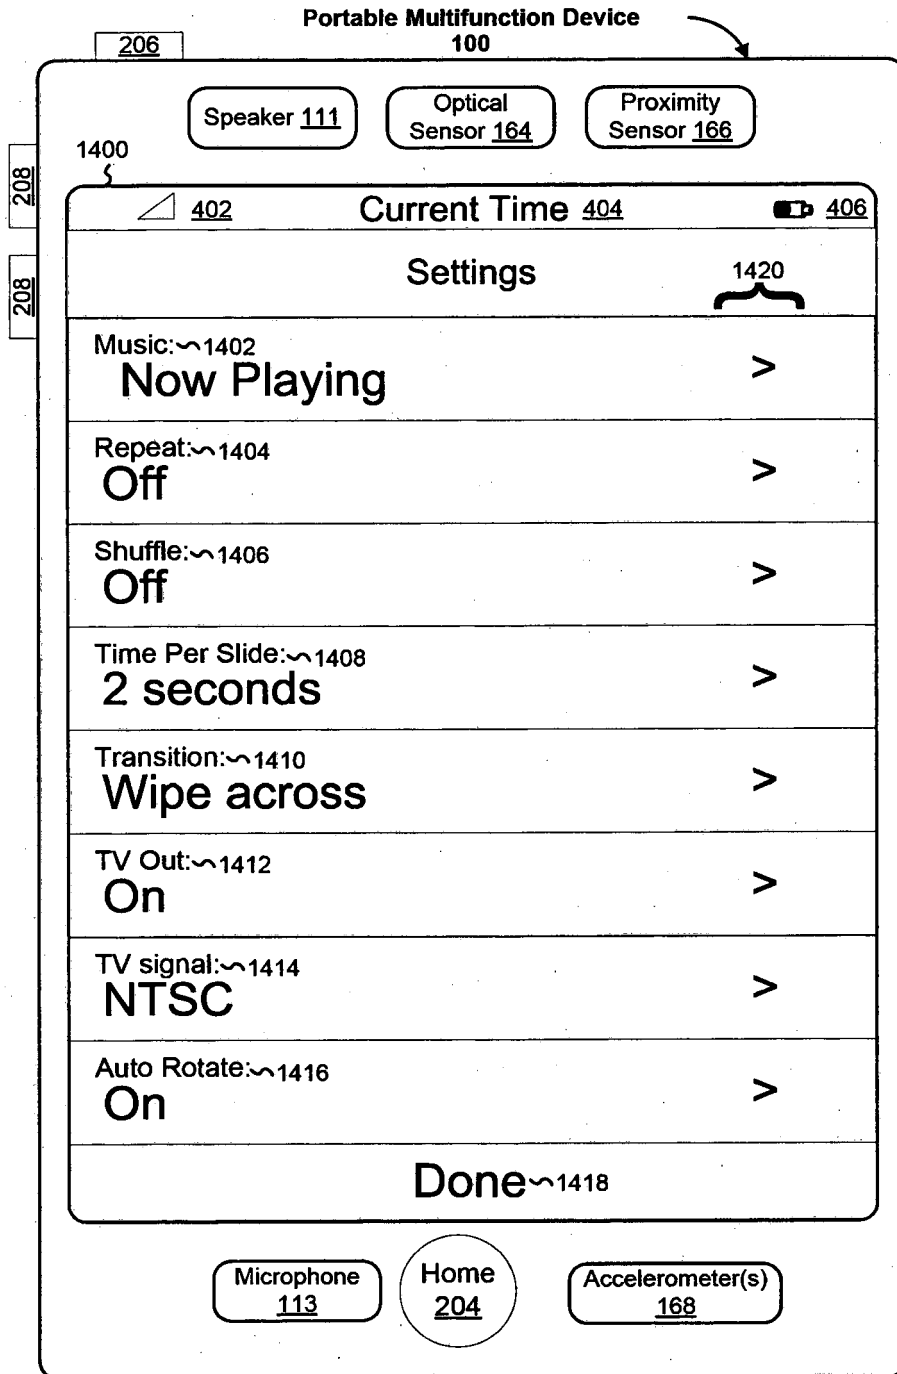 Portable Multifunction Device
100
206
Speaker 111
Optical
Sensor 164
Proximity
Sensor 166
1400
208
208
402
Current Time 404
406
Settings
1420
Music: 1402
Now Playing
>
Repeat: 1404
Off
>
Shuffle: 1406
Off
>
Time Per Slide: 1408
2 seconds
>
Transition: 1410
Wipe across
>
TV Out: 1412
On
>
TV signal: 1414
NTSC
>
Auto Rotate: 1416
On
>
Done 1418
Microphone
113
Home
204
Accelerometer(s)
168